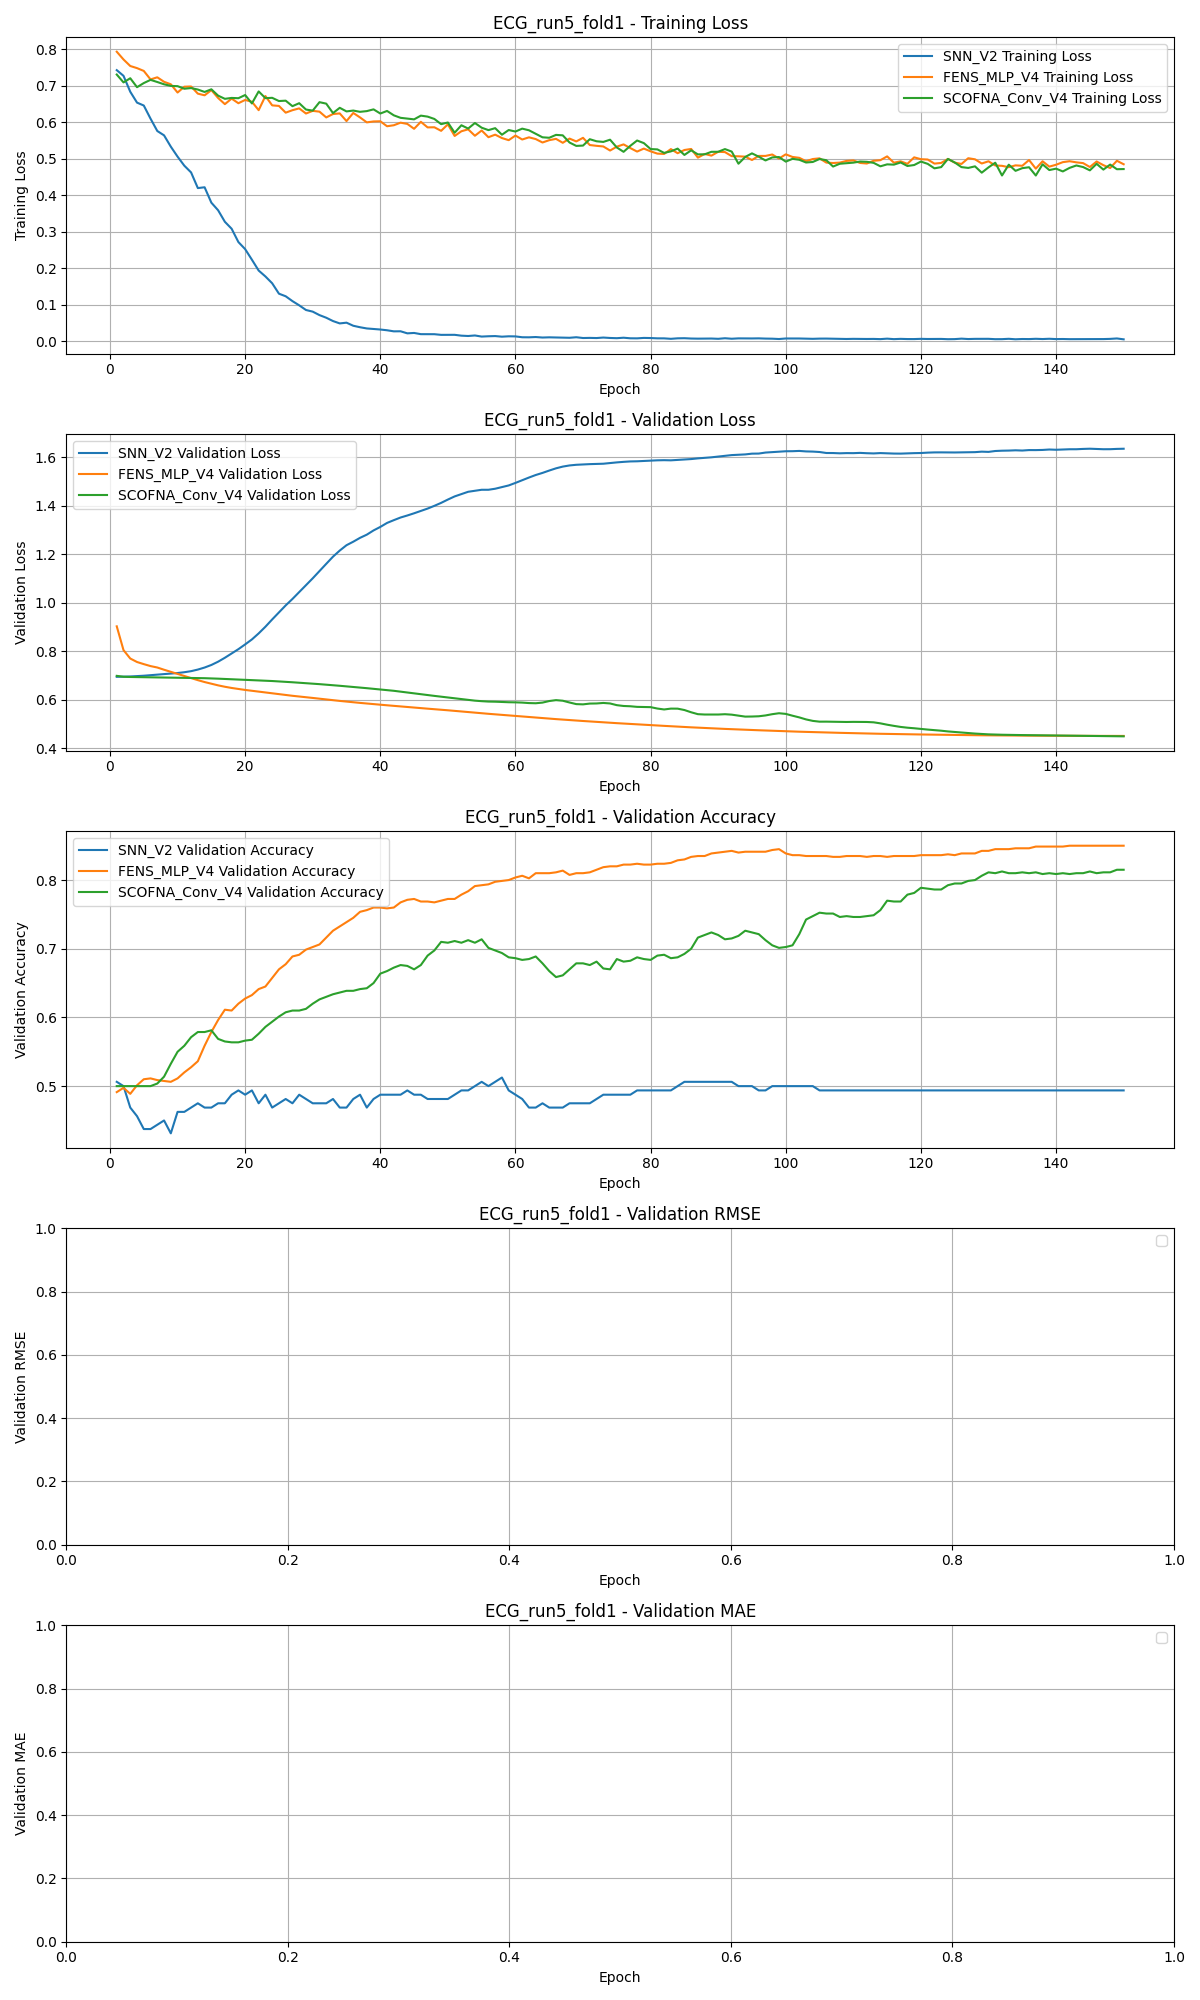 ECG_run5_fold1 - Training Loss
0.8
0.7
0.6
0.5
0.4
0.3
0.2
0.1
0.0
Training Loss
SNN_V2 Training Loss
FENS_MLP_V4 Training Loss
SCOFNA_Conv_V4 Training Loss
0 20 40 60 80 100 120 140
Epoch
ECG_run5_fold1 - Validation Loss
1.6
1.4
1.2
1.0
0.8
0.6
0.4
Validation Loss
SNN_V2 Validation Loss
FENS_MLP_V4 Validation Loss
SCOFNA_Conv_V4 Validation Loss
0 20 40 60 80 100 120 140
Epoch
ECG_run5_fold1 - Validation Accuracy
0.8
0.7
0.6
0.5
Validation Accuracy
SNN_V2 Validation Accuracy
FENS_MLP_V4 Validation Accuracy
SCOFNA_Conv_V4 Validation Accuracy
0 20 40 60 80 100 120 140
Epoch
ECG_run5_fold1 - Validation RMSE
1.0
0.8
0.6
0.4
0.2
0.0
Validation RMSE
0.0 0.2 0.4 0.6 0.8 1.0
Epoch
ECG_run5_fold1 - Validation MAE
1.0
0.8
0.6
0.4
0.2
0.0
Validation MAE
0.0 0.2 0.4 0.6 0.8 1.0
Epoch